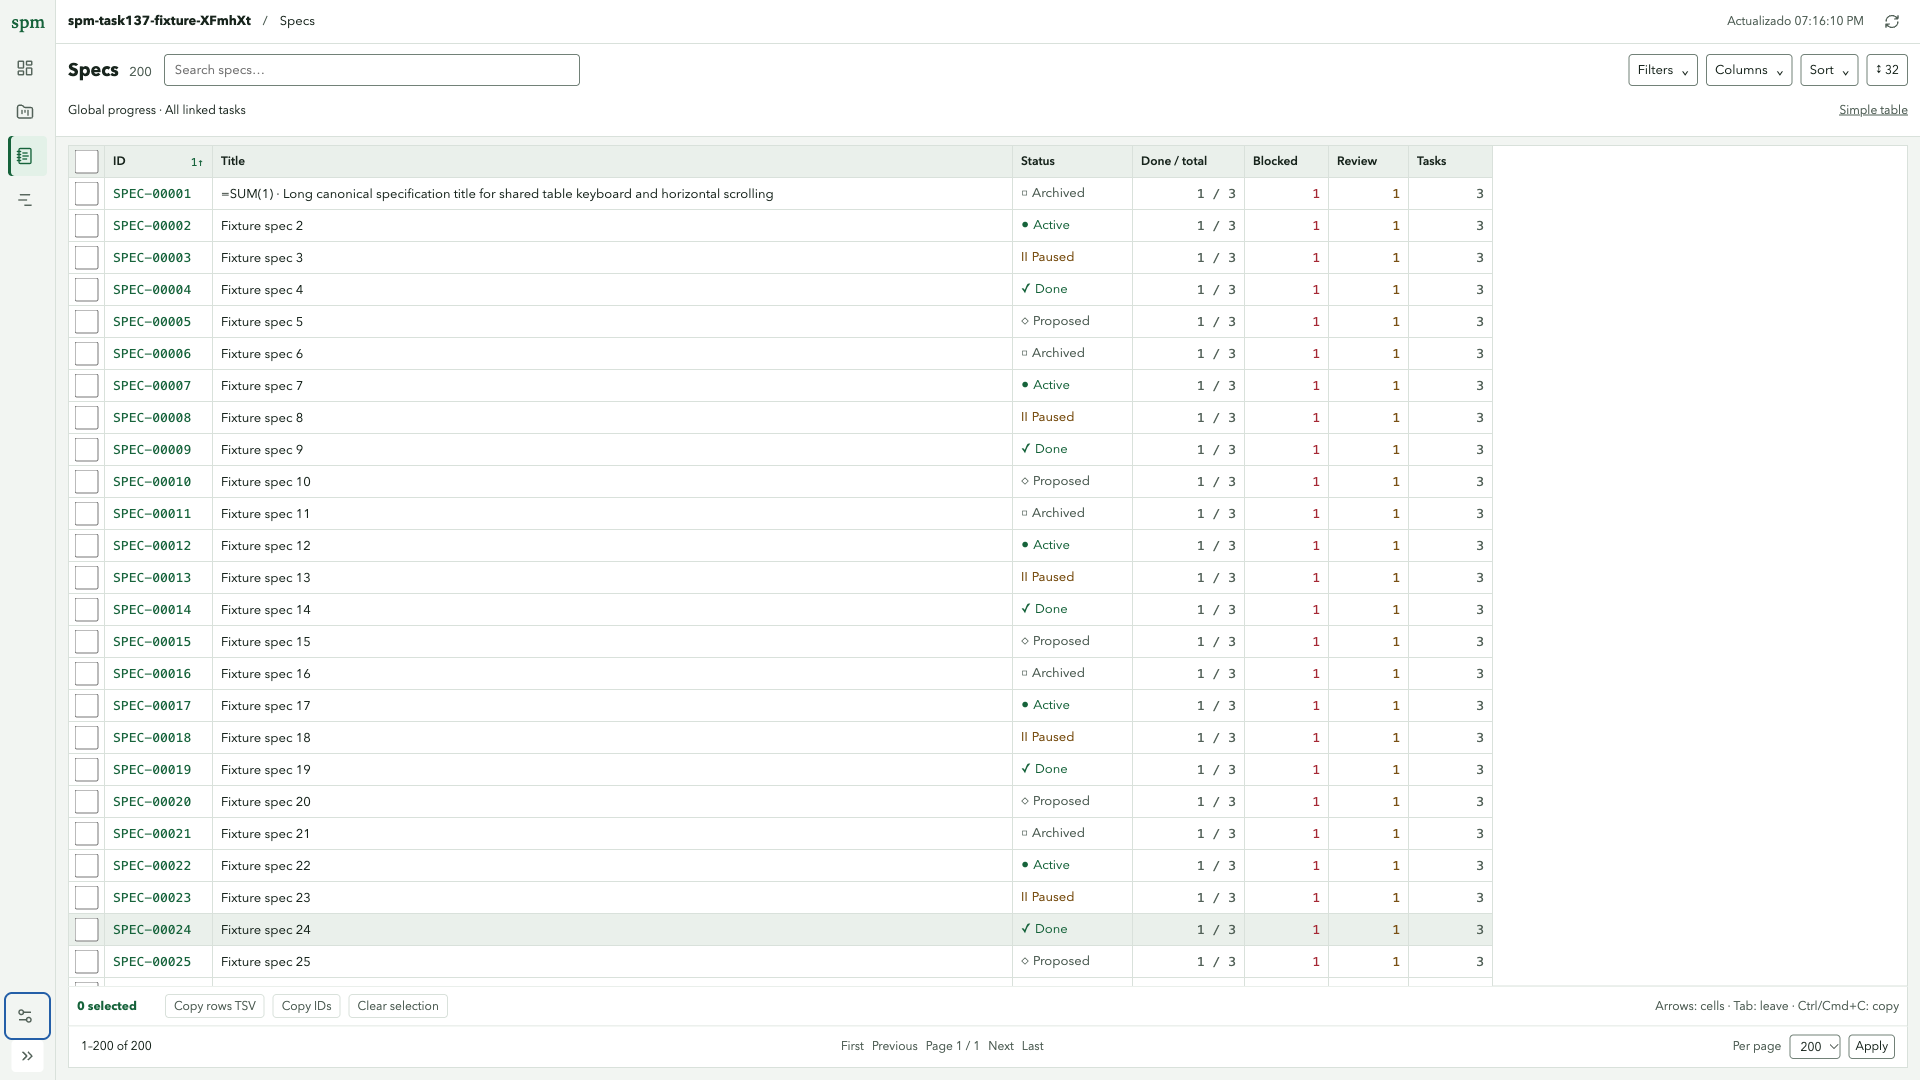 spm
spm-task137-fixture-XFmhXt / Specs
Actualizado 07:16:10 PM
Specs 200
Search specs…
Filters
Columns
Sort
↕ 32
Global progress · All linked tasks
Simple table
ID 1↑ Title Status Done / total Blocked Review Tasks
SPEC-00001 =SUM(1) · Long canonical specification title for shared table keyboard and horizontal scrolling Archived 1 / 3 1 1 3
SPEC-00002 Fixture spec 2 Active 1 / 3 1 1 3
SPEC-00003 Fixture spec 3 Paused 1 / 3 1 1 3
SPEC-00004 Fixture spec 4 Done 1 / 3 1 1 3
SPEC-00005 Fixture spec 5 Proposed 1 / 3 1 1 3
SPEC-00006 Fixture spec 6 Archived 1 / 3 1 1 3
SPEC-00007 Fixture spec 7 Active 1 / 3 1 1 3
SPEC-00008 Fixture spec 8 Paused 1 / 3 1 1 3
SPEC-00009 Fixture spec 9 Done 1 / 3 1 1 3
SPEC-00010 Fixture spec 10 Proposed 1 / 3 1 1 3
SPEC-00011 Fixture spec 11 Archived 1 / 3 1 1 3
SPEC-00012 Fixture spec 12 Active 1 / 3 1 1 3
SPEC-00013 Fixture spec 13 Paused 1 / 3 1 1 3
SPEC-00014 Fixture spec 14 Done 1 / 3 1 1 3
SPEC-00015 Fixture spec 15 Proposed 1 / 3 1 1 3
SPEC-00016 Fixture spec 16 Archived 1 / 3 1 1 3
SPEC-00017 Fixture spec 17 Active 1 / 3 1 1 3
SPEC-00018 Fixture spec 18 Paused 1 / 3 1 1 3
SPEC-00019 Fixture spec 19 Done 1 / 3 1 1 3
SPEC-00020 Fixture spec 20 Proposed 1 / 3 1 1 3
SPEC-00021 Fixture spec 21 Archived 1 / 3 1 1 3
SPEC-00022 Fixture spec 22 Active 1 / 3 1 1 3
SPEC-00023 Fixture spec 23 Paused 1 / 3 1 1 3
SPEC-00024 Fixture spec 24 Done 1 / 3 1 1 3
SPEC-00025 Fixture spec 25 Proposed 1 / 3 1 1 3
0 selected Copy rows TSV Copy IDs Clear selection
Arrows: cells · Tab: leave · Ctrl/Cmd+C: copy
1–200 of 200
First Previous Page 1 / 1 Next Last
Per page 200 Apply